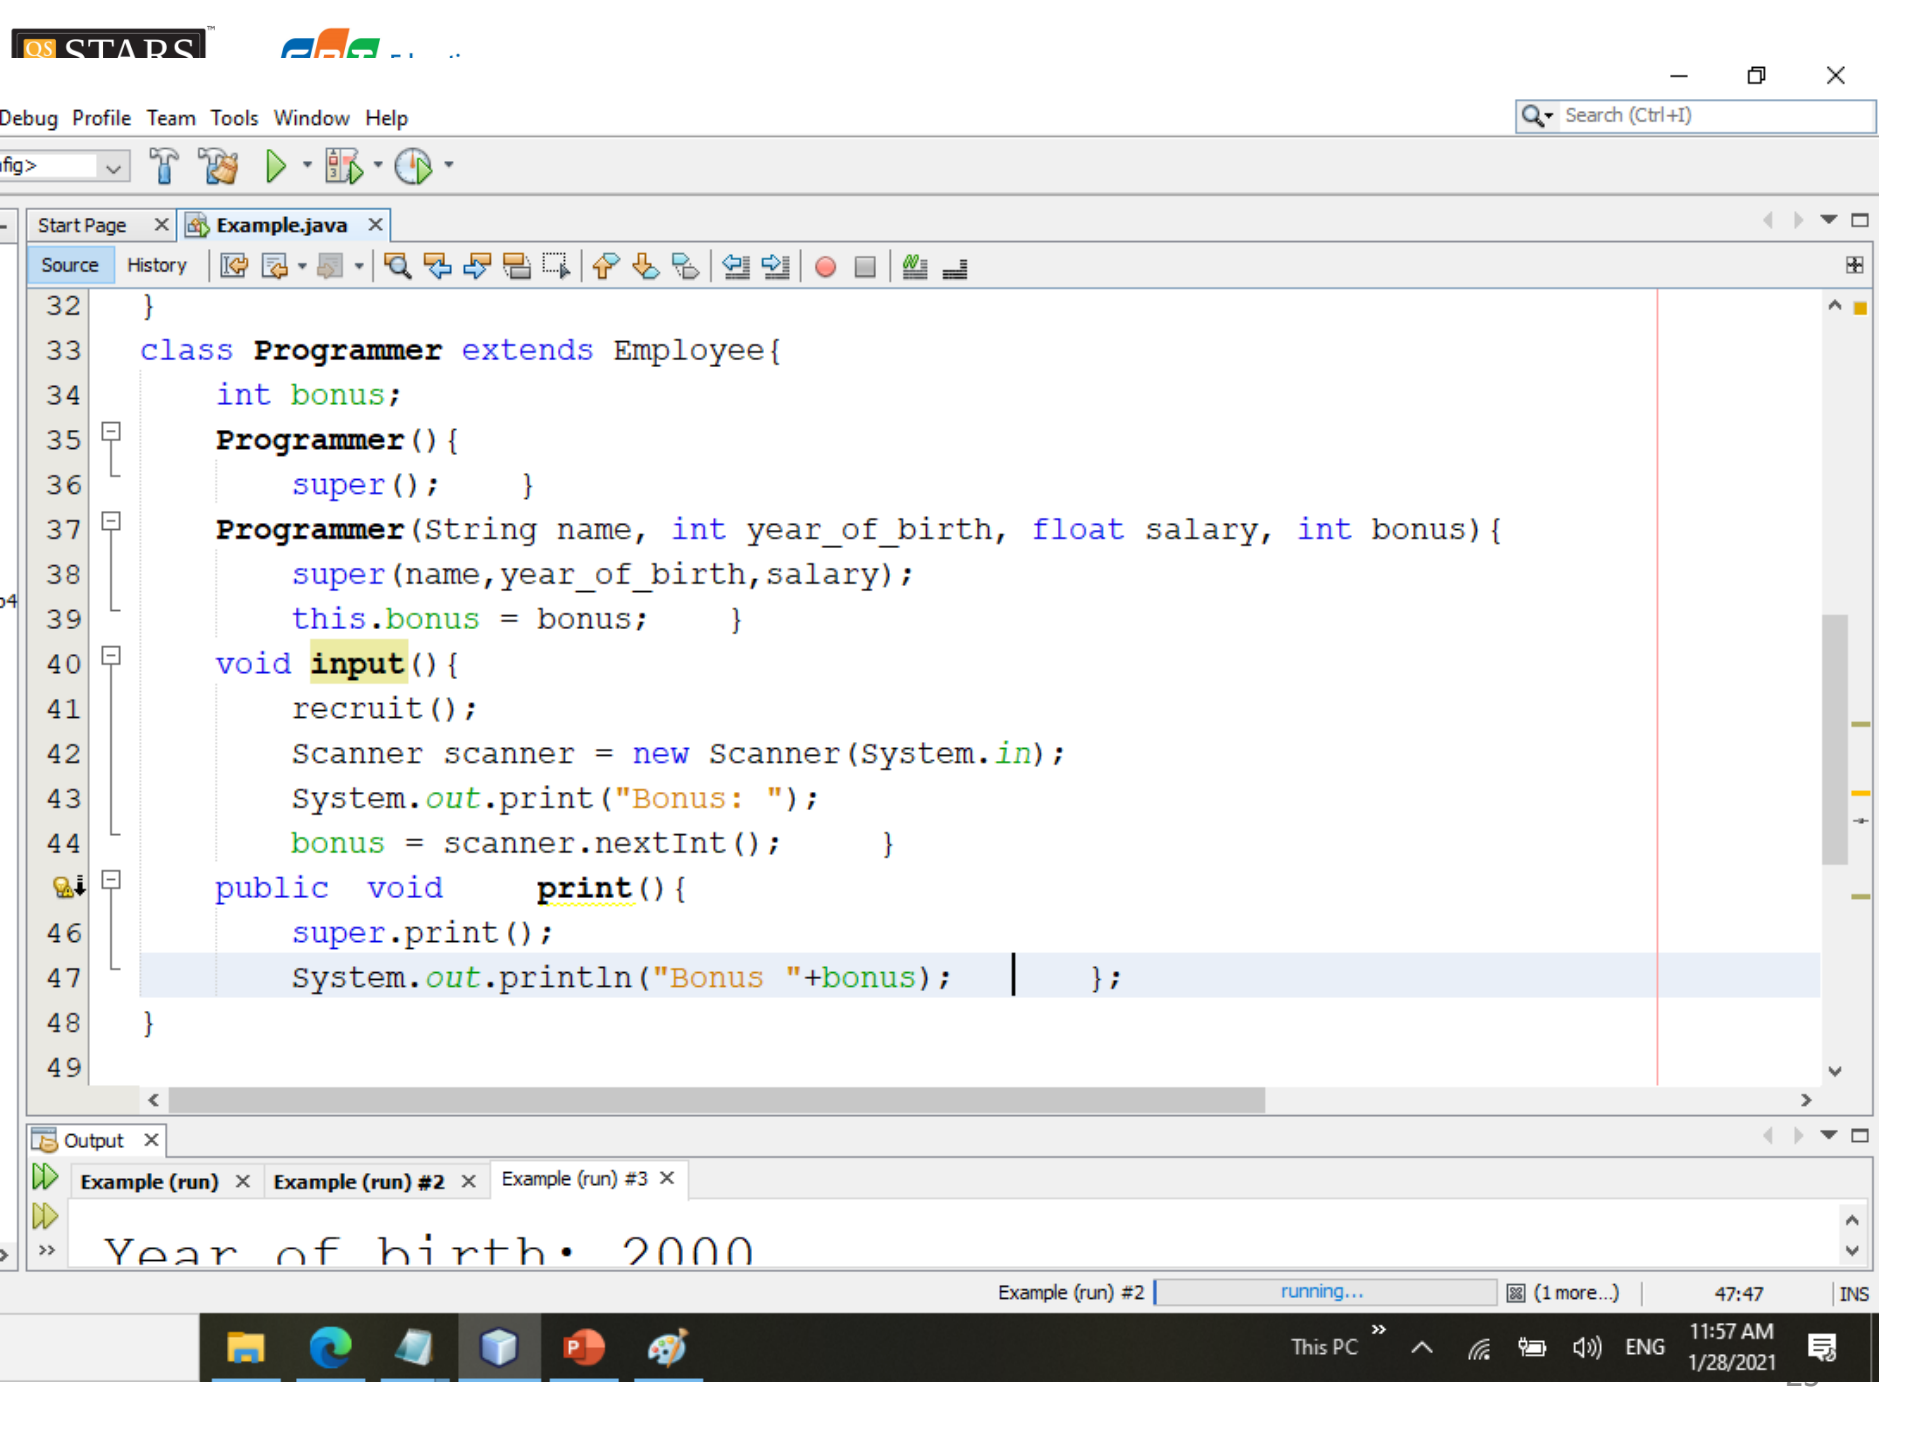 QS STARS™
Debug Profile Team Tools Window Help
Search (Ctrl+I)
Start Page
Example.java
Source History
32 }
33 class Programmer extends Employee{
34 int bonus;
35 Programmer(){
36 super(); }
37 Programmer(String name, int year_of_birth, float salary, int bonus){
38 super(name,year_of_birth,salary);
39 this.bonus = bonus; }
40 void input(){
41 recruit();
42 Scanner scanner = new Scanner(System.in);
43 System.out.print("Bonus: ");
44 bonus = scanner.nextInt(); }
public void print(){
46 super.print();
47 System.out.println("Bonus "+bonus); };
48 }
49
Output
Example (run) Example (run) #2 Example (run) #3
Year of birth: 2000
Example (run) #2 running... (1 more...) 47:47 INS
This PC » ENG 11:57 AM
1/28/2021